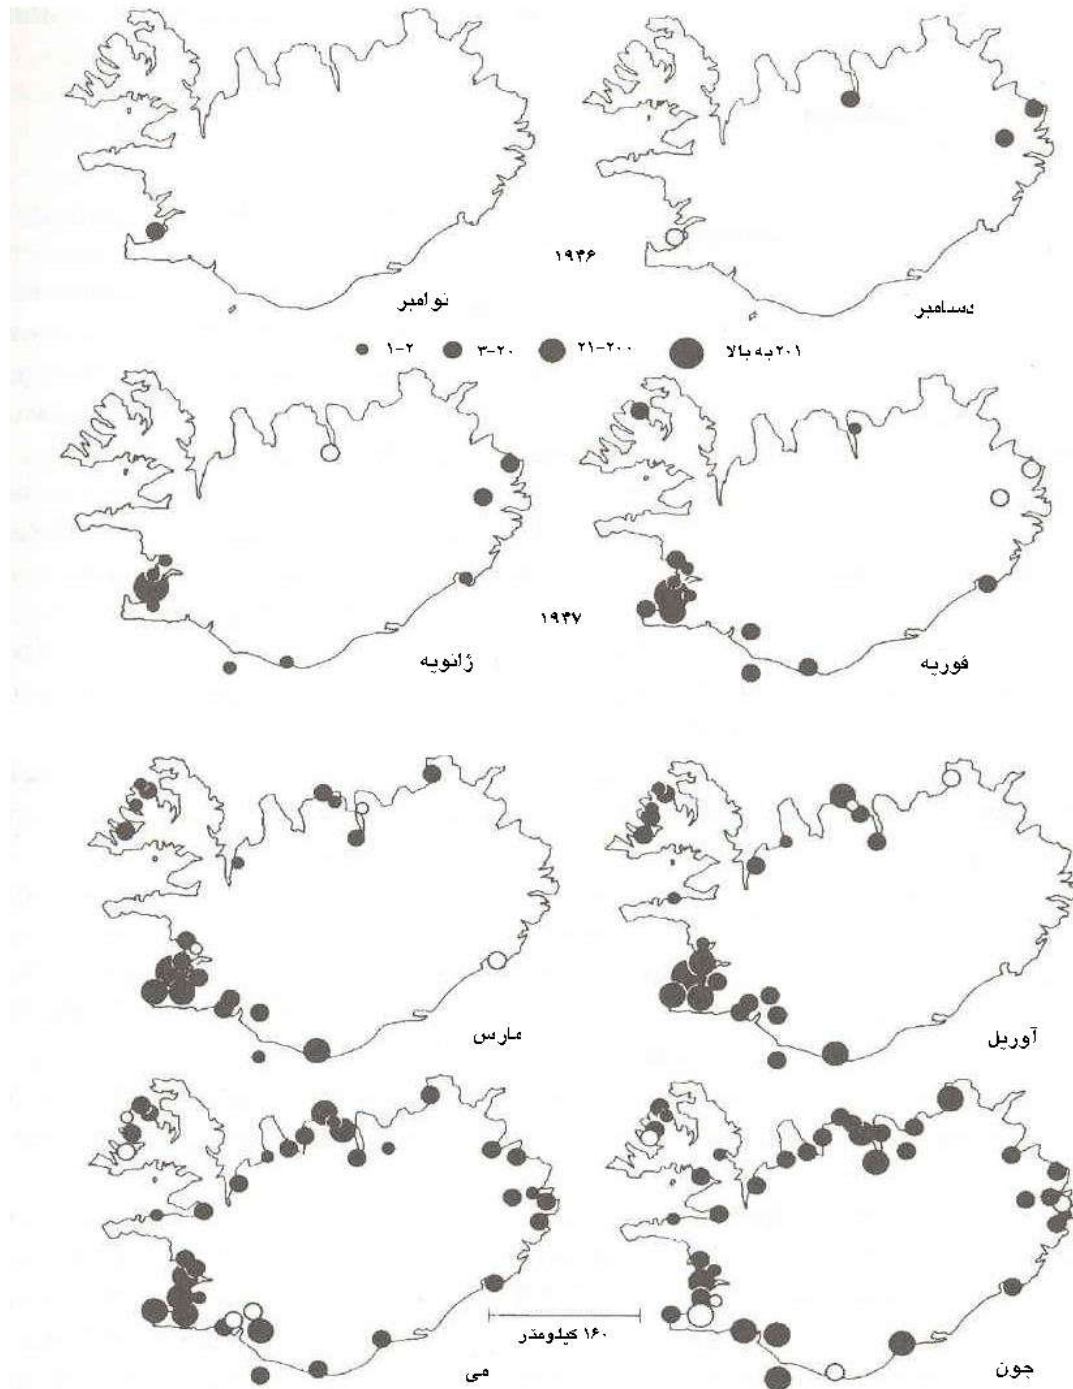 ۱۹۴۶
نوامبر
دسامبر
۱-۲
۳-۲۰
۲۱-۲۰۰
۲۰۱ به بالا
۱۹۴۷
ژانویه
فوریه
مارس
آوریل
۱۶۰ کیلومتر
می
جون